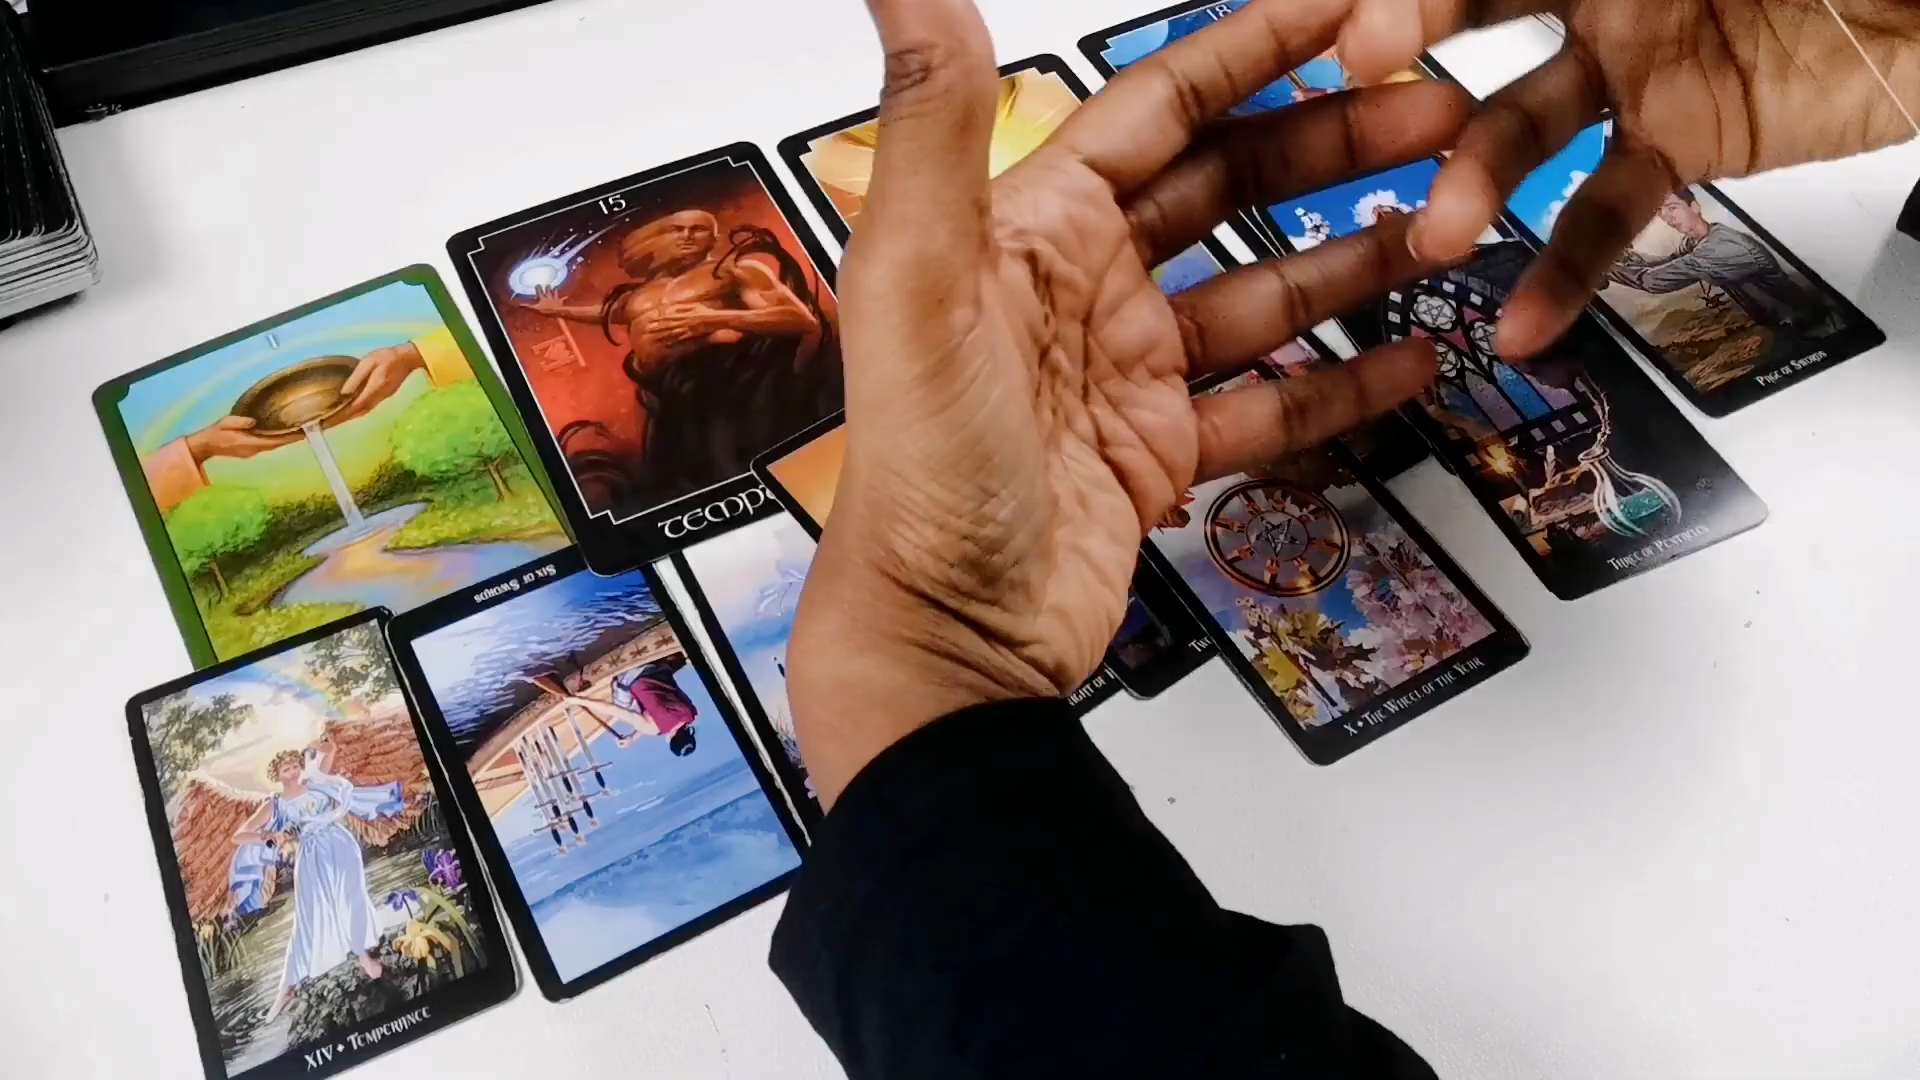 18
15
TEMP
SIX OF SWORDS
PAGE OF SWORDS
THREE OF PENTACLES
X • THE WHEEL OF THE YEAR
XIV • TEMPERANCE